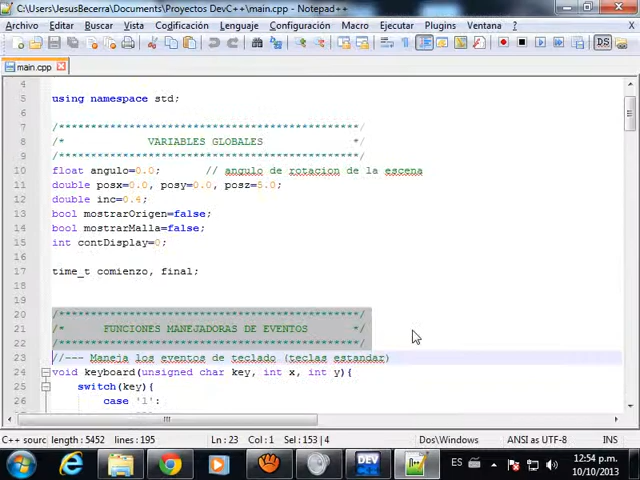 C:\Users\JesusBecerra\Documents\Proyectos DevC++\main.cpp - Notepad++
Archivo Editar Buscar Vista Codificación Lenguaje Configuración Macro Ejecutar Plugins Ventana ?
main.cpp
4
5 using namespace std;
6
7 /************************************************/
8 /* VARIABLES GLOBALES */
9 /************************************************/
10 float angulo=0.0; // angulo de rotacion de la escena
11 double posx=0.0, posy=0.0, posz=5.0;
12 double inc=0.4;
13 bool mostrarOrigen=false;
14 bool mostrarMalla=false;
15 int contDisplay=0;
16
17 time_t comienzo, final;
18
19
20 /************************************************/
21 /* FUNCIONES MANEJADORAS DE EVENTOS */
22 /************************************************/
23 //--- Maneja los eventos de teclado (teclas estandar)
24 void keyboard(unsigned char key, int x, int y){
25 switch(key){
26 case 'l':
C++ sourc length : 5452 lines : 195 Ln : 23 Col : 1 Sel : 153 | 4 Dos\Windows ANSI as UTF-8 INS
DEV
ES
12:54 p.m.
10/10/2013